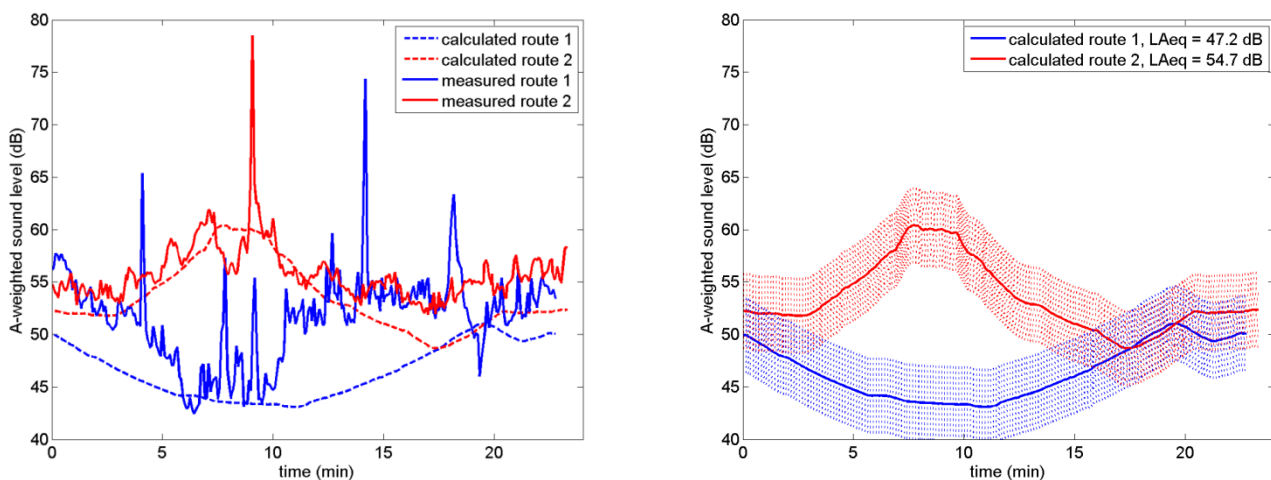 80
75
70
65
60
55
50
45
40
0
5
10
15
20
A-weighted sound level (dB)
time (min)
calculated route 1
calculated route 2
measured route 1
measured route 2
80
75
70
65
60
55
50
45
40
0
5
10
15
20
A-weighted sound level (dB)
time (min)
calculated route 1, LAeq = 47.2 dB
calculated route 2, LAeq = 54.7 dB